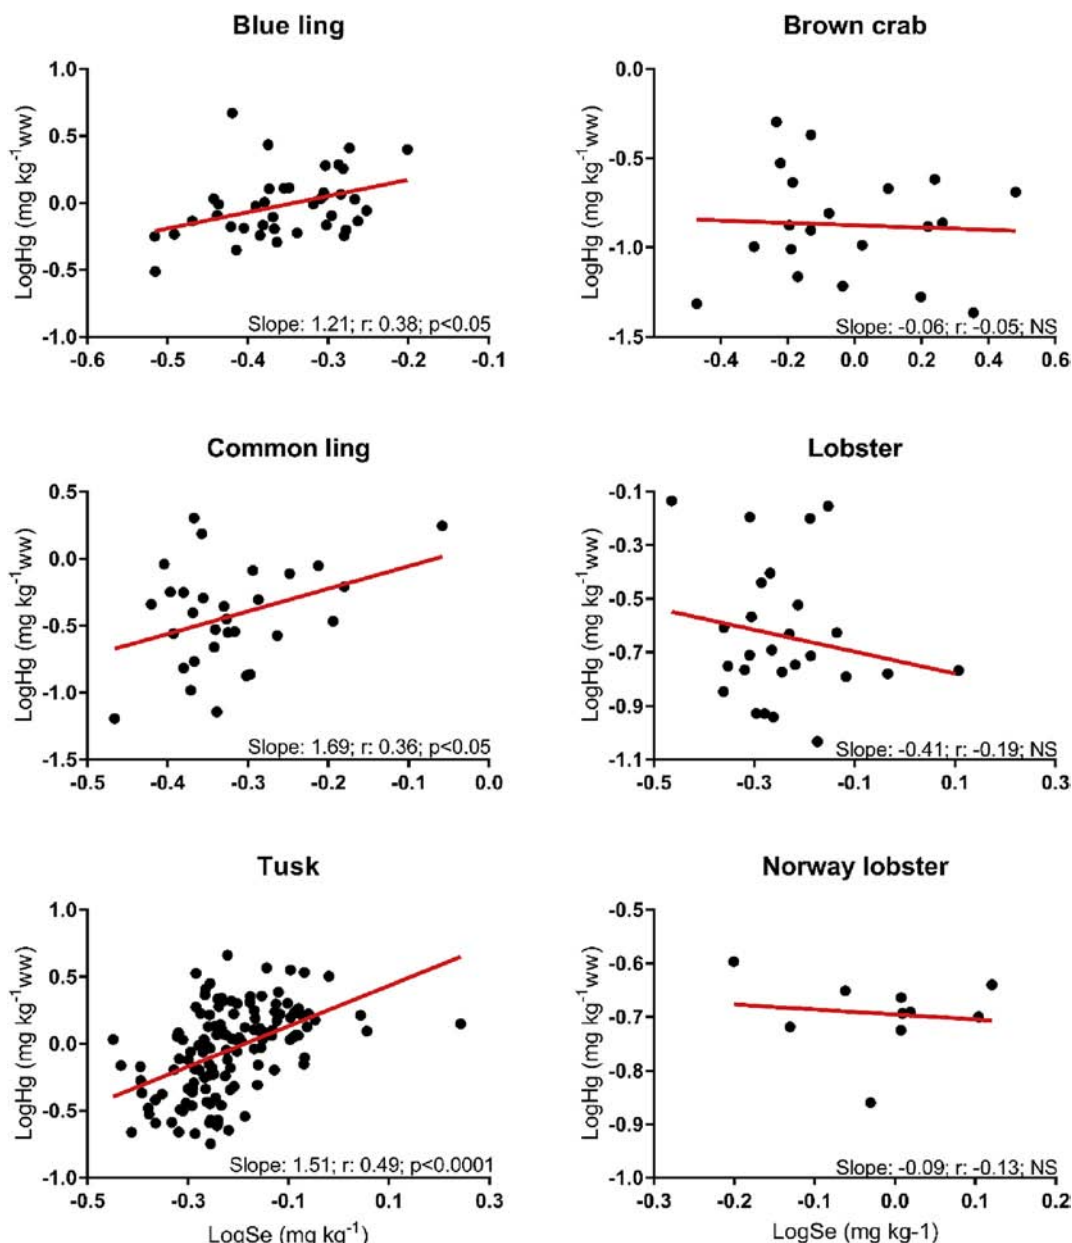 Blue ling
1.0
0.5
0.0
-0.5
-1.0
LogHg (mg kg⁻¹ww)
Slope: 1.21; r: 0.38; p<0.05
-0.6 -0.5 -0.4 -0.3 -0.2 -0.1
Brown crab
0.0
-0.5
-1.0
-1.5
LogHg (mg kg⁻¹ww)
Slope: -0.06; r: -0.05; NS
-0.4 -0.2 0.0 0.2 0.4 0.6
Common ling
0.5
0.0
-0.5
-1.0
-1.5
LogHg (mg kg⁻¹ww)
Slope: 1.69; r: 0.36; p<0.05
-0.5 -0.4 -0.3 -0.2 -0.1 0.0
Lobster
-0.1
-0.3
-0.5
-0.7
-0.9
-1.1
LogHg (mg kg⁻¹ww)
Slope: -0.41; r: -0.19; NS
-0.5 -0.3 -0.1 0.1 0.3
Tusk
1.0
0.5
0.0
-0.5
-1.0
LogHg (mg kg⁻¹ww)
Slope: 1.51; r: 0.49; p<0.0001
-0.5 -0.3 -0.1 0.1 0.3
LogSe (mg kg⁻¹)
Norway lobster
-0.5
-0.6
-0.7
-0.8
-0.9
-1.0
LogHg (mg kg⁻¹ww)
Slope: -0.09; r: -0.13; NS
-0.3 -0.2 -0.1 0.0 0.1 0.2
LogSe (mg kg-1)